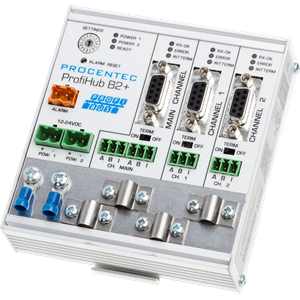 SETTINGS
POWER 1
POWER 2
READY
ALARM RESET
PROCENTEC
ProfiHub B2+
PROFI
BUS
ALARM
12-24VDC
- + - +
POW. 1 POW. 2
RX-OK
ERROR
INT TERM
MAIN CHANNEL
TERM
ON OFF
A B I A B I
CH. MAIN
RX-OK
ERROR
INT TERM
CHANNEL 1
TERM
ON OFF
A B I
CH. 1
RX-OK
ERROR
INT TERM
CHANNEL 2
TERM
ON OFF
A B I
CH. 2